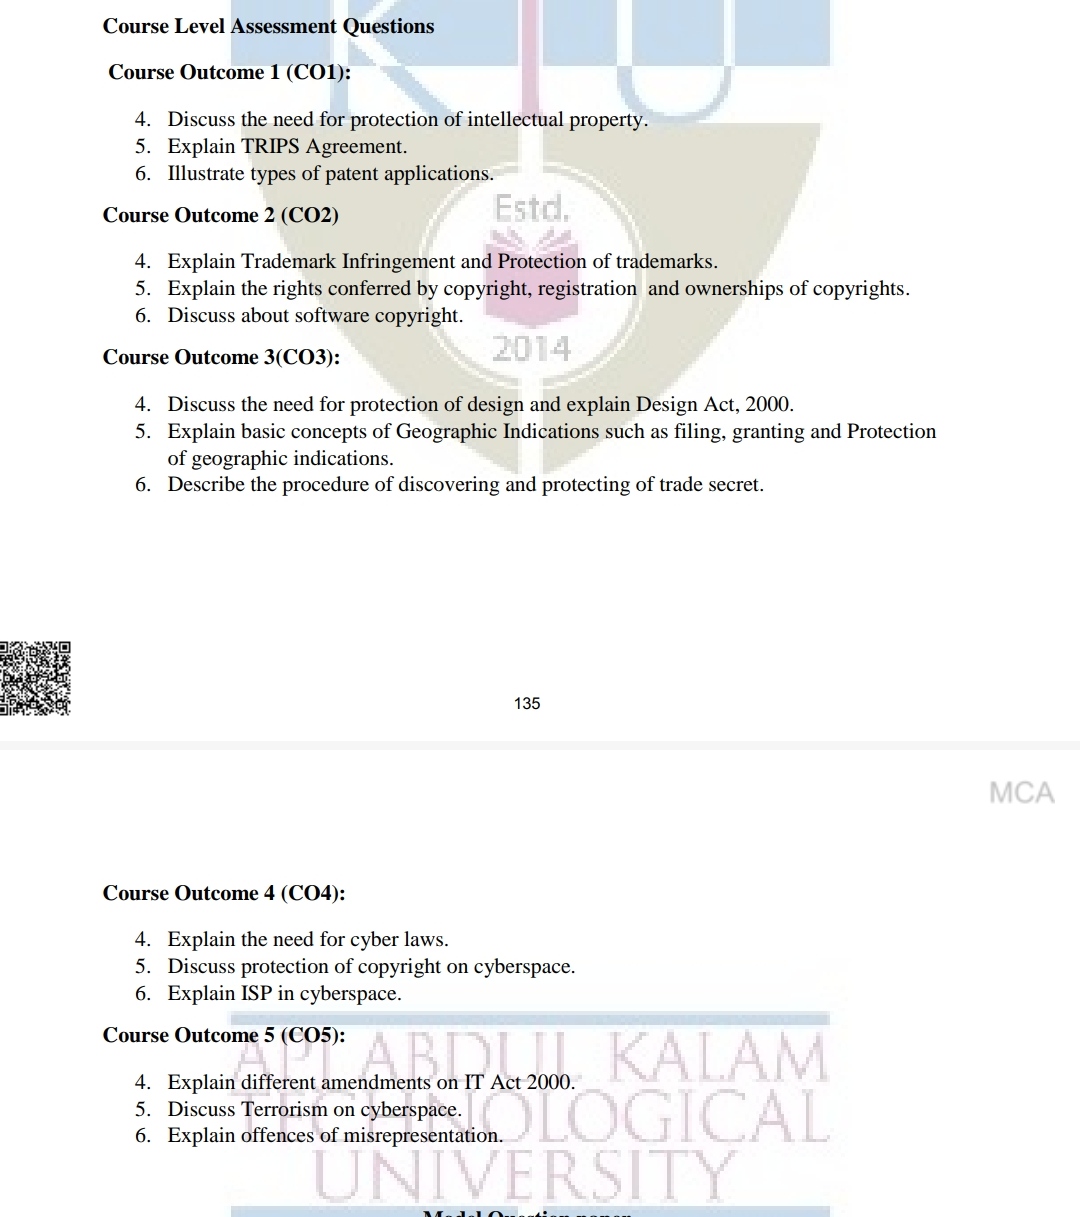 Course Level Assessment Questions
Course Outcome 1 (CO1):
4. Discuss the need for protection of intellectual property.
5. Explain TRIPS Agreement.
6. Illustrate types of patent applications.
Estd.
Course Outcome 2 (CO2)
4. Explain Trademark Infringement and Protection of trademarks.
5. Explain the rights conferred by copyright, registration and ownerships of copyrights.
6. Discuss about software copyright.
2014
Course Outcome 3(CO3):
4. Discuss the need for protection of design and explain Design Act, 2000.
5. Explain basic concepts of Geographic Indications such as filing, granting and Protection
of geographic indications.
6. Describe the procedure of discovering and protecting of trade secret.
135
MCA
Course Outcome 4 (CO4):
4. Explain the need for cyber laws.
5. Discuss protection of copyright on cyberspace.
6. Explain ISP in cyberspace.
Course Outcome 5 (CO5):
API ABDUL KALAM
4. Explain different amendments on IT Act 2000.
5. Discuss Terrorism on cyberspace.
TECHNOLOGICAL
6. Explain offences of misrepresentation.
UNIVERSITY
Model Question paper